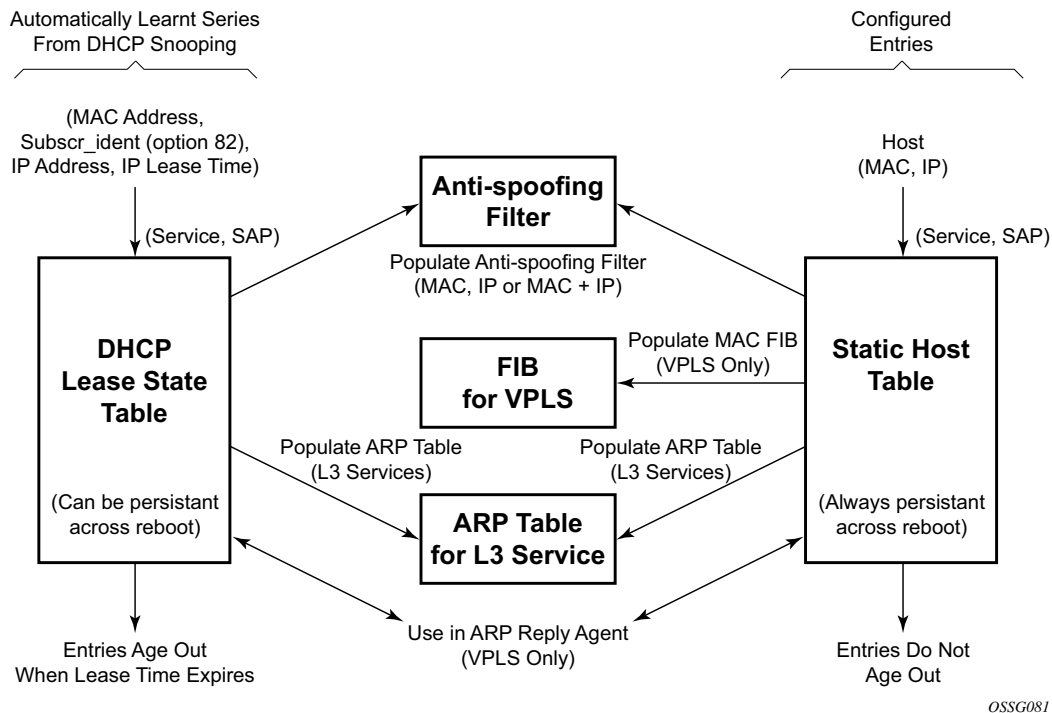 Automatically Learnt Series
From DHCP Snooping
(MAC Address,
Subscr_ident (option 82),
IP Address, IP Lease Time)
(Service, SAP)
DHCP
Lease State
Table
(Can be persistant
across reboot)
Entries Age Out
When Lease Time Expires
Anti-spoofing
Filter
Populate Anti-spoofing Filter
(MAC, IP or MAC + IP)
FIB
for VPLS
Populate MAC FIB
(VPLS Only)
Populate ARP Table
(L3 Services)
Populate ARP Table
(L3 Services)
ARP Table
for L3 Service
Use in ARP Reply Agent
(VPLS Only)
Configured
Entries
Host
(MAC, IP)
(Service, SAP)
Static Host
Table
(Always persistant
across reboot)
Entries Do Not
Age Out
OSSG081